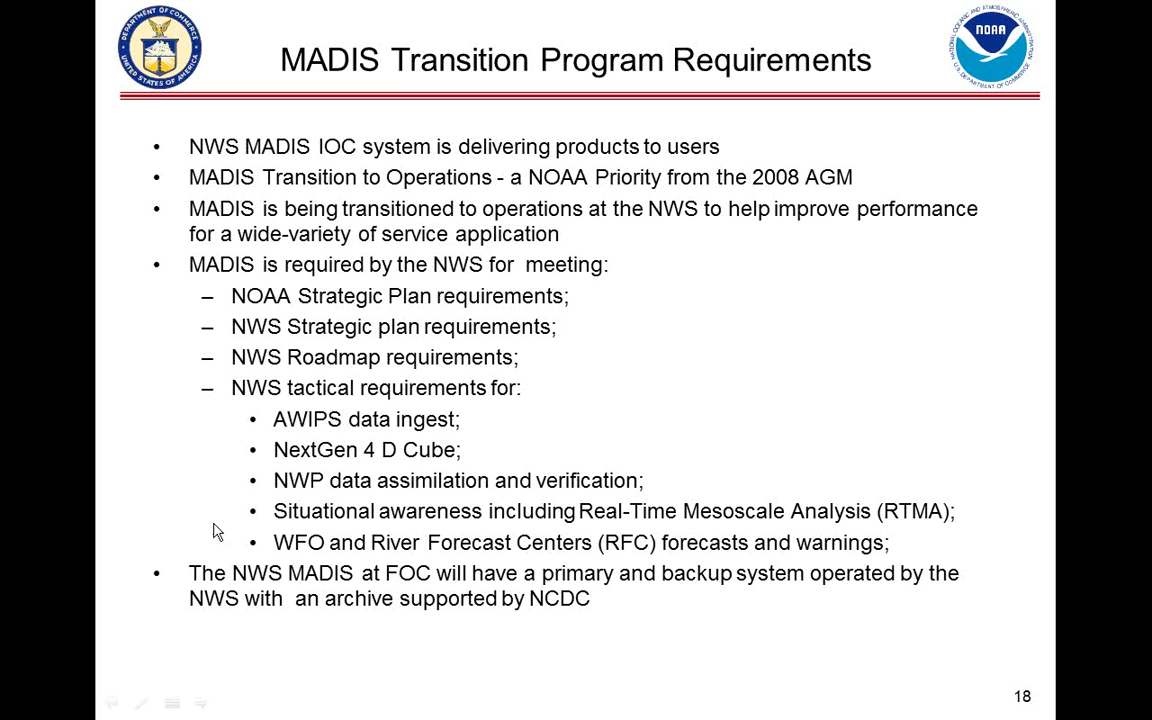 MADIS Transition Program Requirements
NOAA
• NWS MADIS IOC system is delivering products to users
• MADIS Transition to Operations - a NOAA Priority from the 2008 AGM
• MADIS is being transitioned to operations at the NWS to help improve performance
for a wide-variety of service application
• MADIS is required by the NWS for meeting:
– NOAA Strategic Plan requirements;
– NWS Strategic plan requirements;
– NWS Roadmap requirements;
– NWS tactical requirements for:
• AWIPS data ingest;
• NextGen 4 D Cube;
• NWP data assimilation and verification;
• Situational awareness including Real-Time Mesoscale Analysis (RTMA);
• WFO and River Forecast Centers (RFC) forecasts and warnings;
• The NWS MADIS at FOC will have a primary and backup system operated by the
NWS with an archive supported by NCDC
18